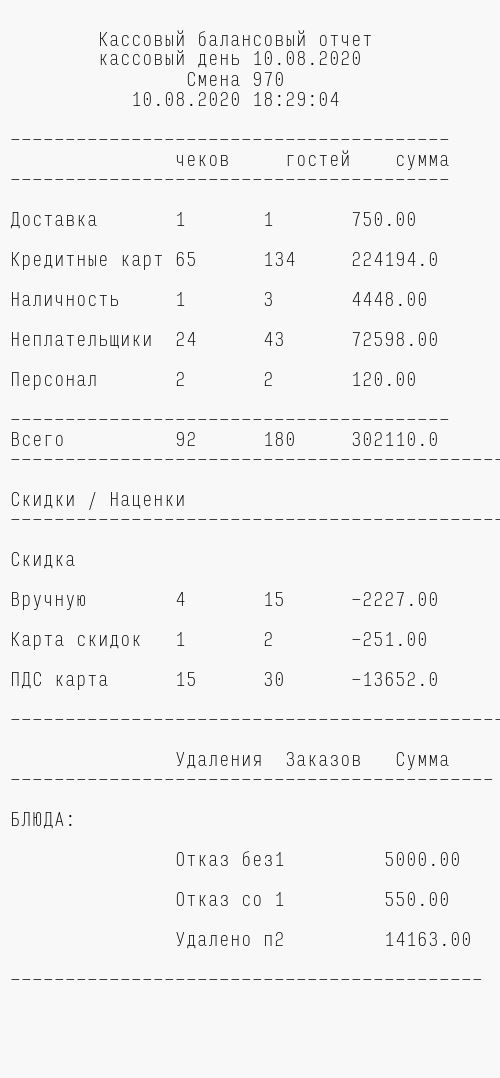 Кассовый балансовый отчет
кассовый день 10.08.2020
Смена 970
10.08.2020 18:29:04
----------------------------------------
чеков гостей сумма
----------------------------------------
Доставка 1 1 750.00
Кредитные карт 65 134 224194.0
Наличность 1 3 4448.00
Неплательщики 24 43 72598.00
Персонал 2 2 120.00
----------------------------------------
Всего 92 180 302110.0
---------------------------------------------
Скидки / Наценки
---------------------------------------------
Скидка
Вручную 4 15 -2227.00
Карта скидок 1 2 -251.00
ПДС карта 15 30 -13652.0
---------------------------------------------
Удаления Заказов Сумма
--------------------------------------------
БЛЮДА:
Отказ без1 5000.00
Отказ со 1 550.00
Удалено п2 14163.00
-------------------------------------------